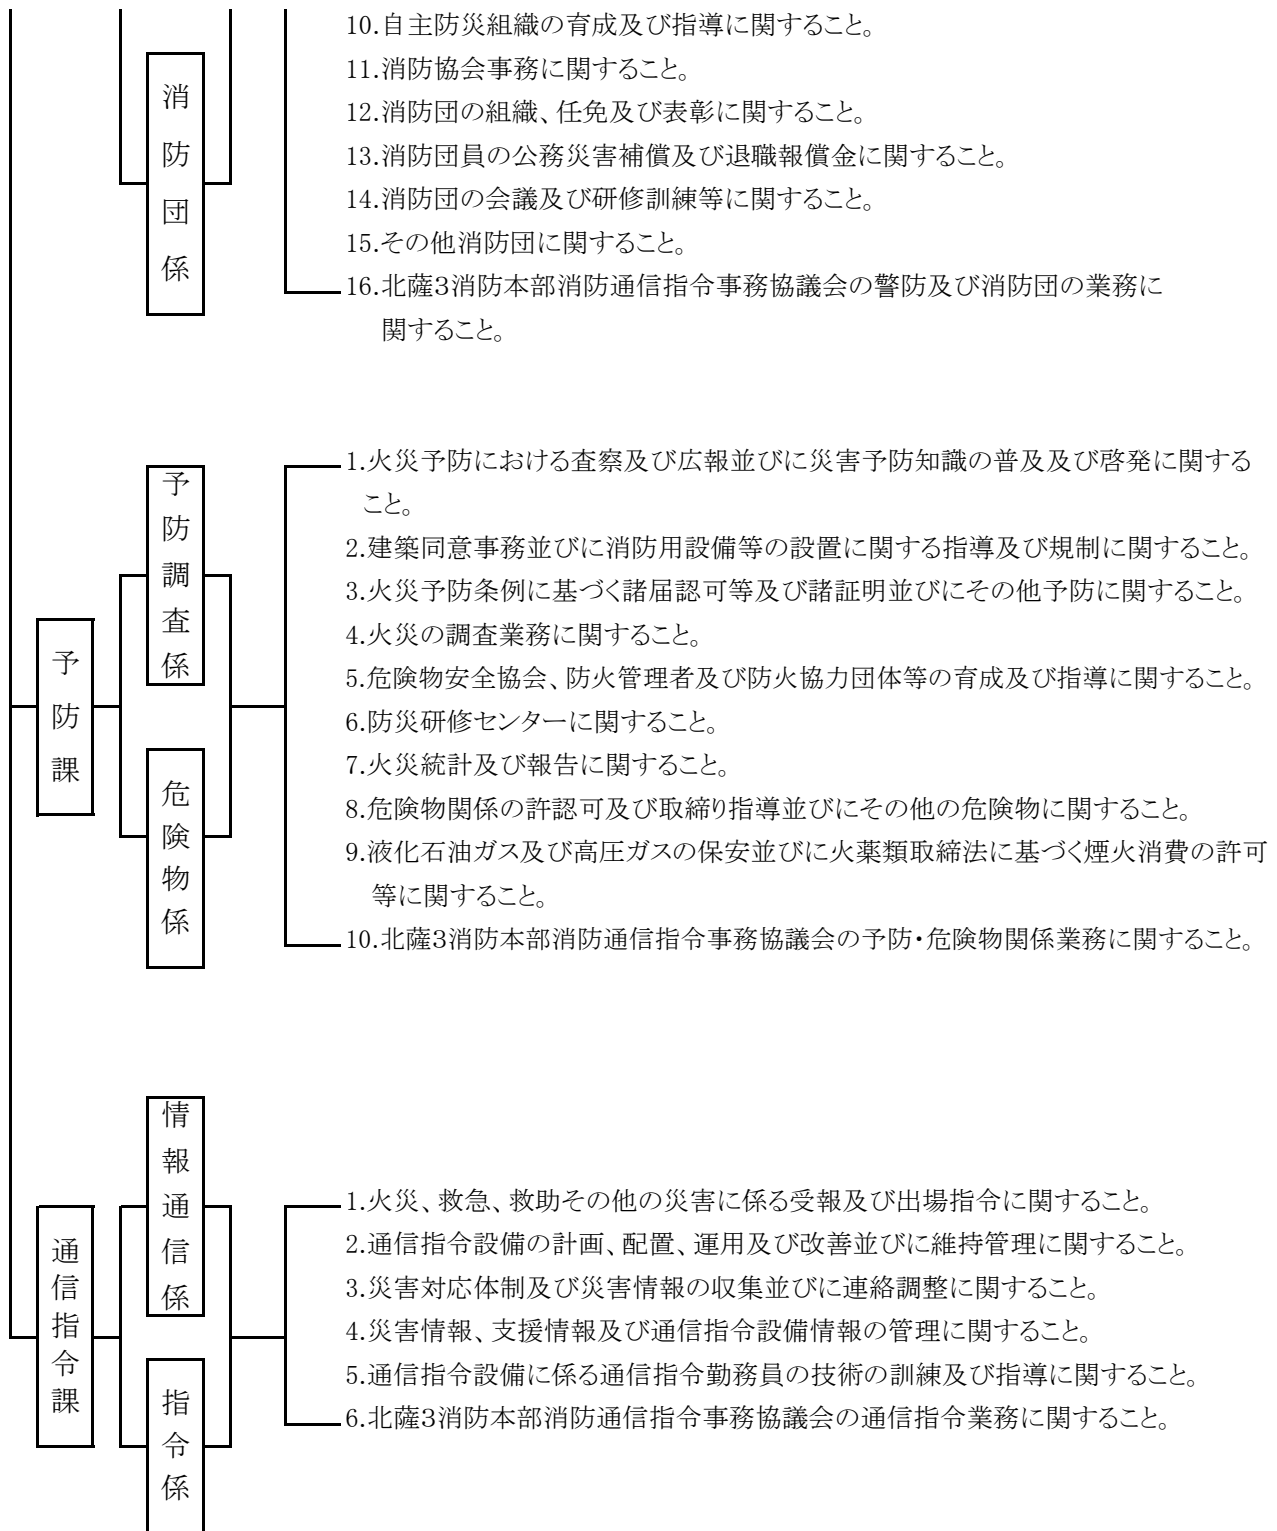 消防団係
10.自主防災組織の育成及び指導に関すること。
11.消防協会事務に関すること。
12.消防団の組織、任免及び表彰に関すること。
13.消防団員の公務災害補償及び退職報償金に関すること。
14.消防団の会議及び研修訓練等に関すること。
15.その他消防団に関すること。
16.北薩3消防本部消防通信指令事務協議会の警防及び消防団の業務に
関すること。
予防課
予防調査係
危険物係
1.火災予防における査察及び広報並びに災害予防知識の普及及び啓発に関する
こと。
2.建築同意事務並びに消防用設備等の設置に関する指導及び規制に関すること。
3.火災予防条例に基づく諸届認可等及び諸証明並びにその他予防に関すること。
4.火災の調査業務に関すること。
5.危険物安全協会、防火管理者及び防火協力団体等の育成及び指導に関すること。
6.防災研修センターに関すること。
7.火災統計及び報告に関すること。
8.危険物関係の許認可及び取締り指導並びにその他の危険物に関すること。
9.液化石油ガス及び高圧ガスの保安並びに火薬類取締法に基づく煙火消費の許可
等に関すること。
10.北薩3消防本部消防通信指令事務協議会の予防・危険物関係業務に関すること。
通信指令課
情報通信係
指令係
1.火災、救急、救助その他の災害に係る受報及び出場指令に関すること。
2.通信指令設備の計画、配置、運用及び改善並びに維持管理に関すること。
3.災害対応体制及び災害情報の収集並びに連絡調整に関すること。
4.災害情報、支援情報及び通信指令設備情報の管理に関すること。
5.通信指令設備に係る通信指令勤務員の技術の訓練及び指導に関すること。
6.北薩3消防本部消防通信指令事務協議会の通信指令業務に関すること。